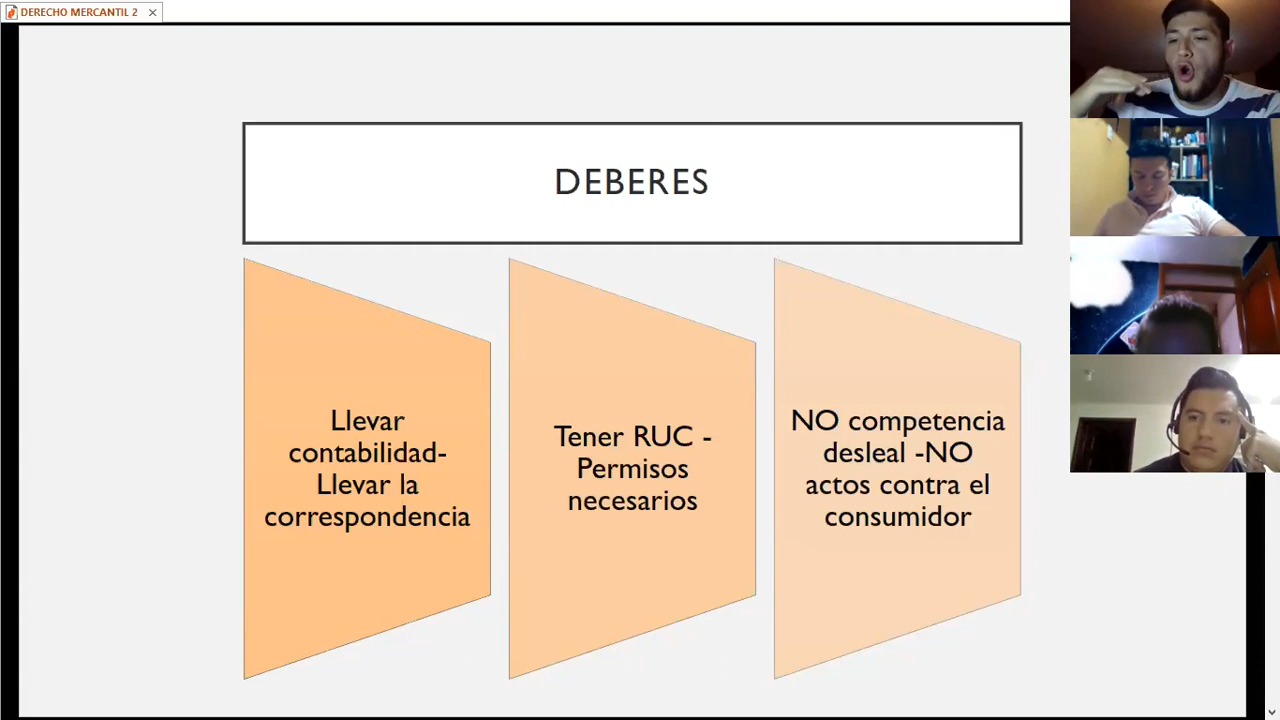 DERECHO MERCANTIL 2
DEBERES
Llevar
contabilidad-
Llevar la
correspondencia
Tener RUC -
Permisos
necesarios
NO competencia
desleal -NO
actos contra el
consumidor